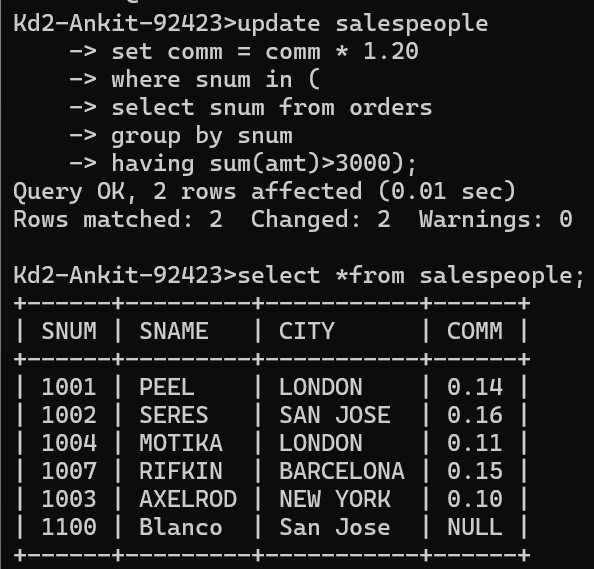 Kd2-Ankit-92423>update salespeople
    -> set comm = comm * 1.20
    -> where snum in (
    -> select snum from orders
    -> group by snum
    -> having sum(amt)>3000);
Query OK, 2 rows affected (0.01 sec)
Rows matched: 2  Changed: 2  Warnings: 0

Kd2-Ankit-92423>select *from salespeople;
+------+---------+-----------+------+
| SNUM | SNAME   | CITY      | COMM |
+------+---------+-----------+------+
| 1001 | PEEL    | LONDON    | 0.14 |
| 1002 | SERES   | SAN JOSE  | 0.16 |
| 1004 | MOTIKA  | LONDON    | 0.11 |
| 1007 | RIFKIN  | BARCELONA | 0.15 |
| 1003 | AXELROD | NEW YORK  | 0.10 |
| 1100 | Blanco  | San Jose  | NULL |
+------+---------+-----------+------+